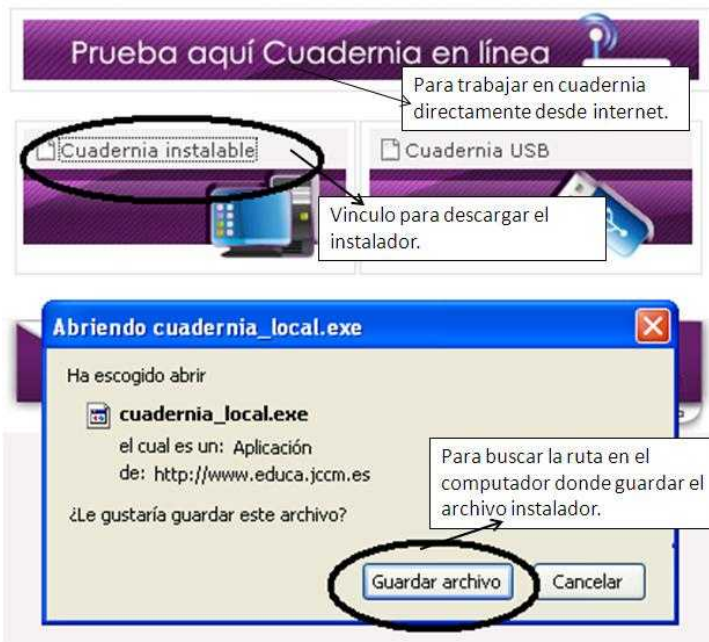 Prueba aquí Cuadernia en línea
Para trabajar en cuadernia
directamente desde internet.
Cuadernia instalable
Cuadernia USB
Vinculo para descargar el
instalador.
Abriendo cuadernia_local.exe
Ha escogido abrir
cuadernia_local.exe
el cual es un: Aplicación
de: http://www.educa.jccm.es
Para buscar la ruta en el
computador donde guardar el
archivo instalador.
¿Le gustaría guardar este archivo?
Guardar archivo
Cancelar